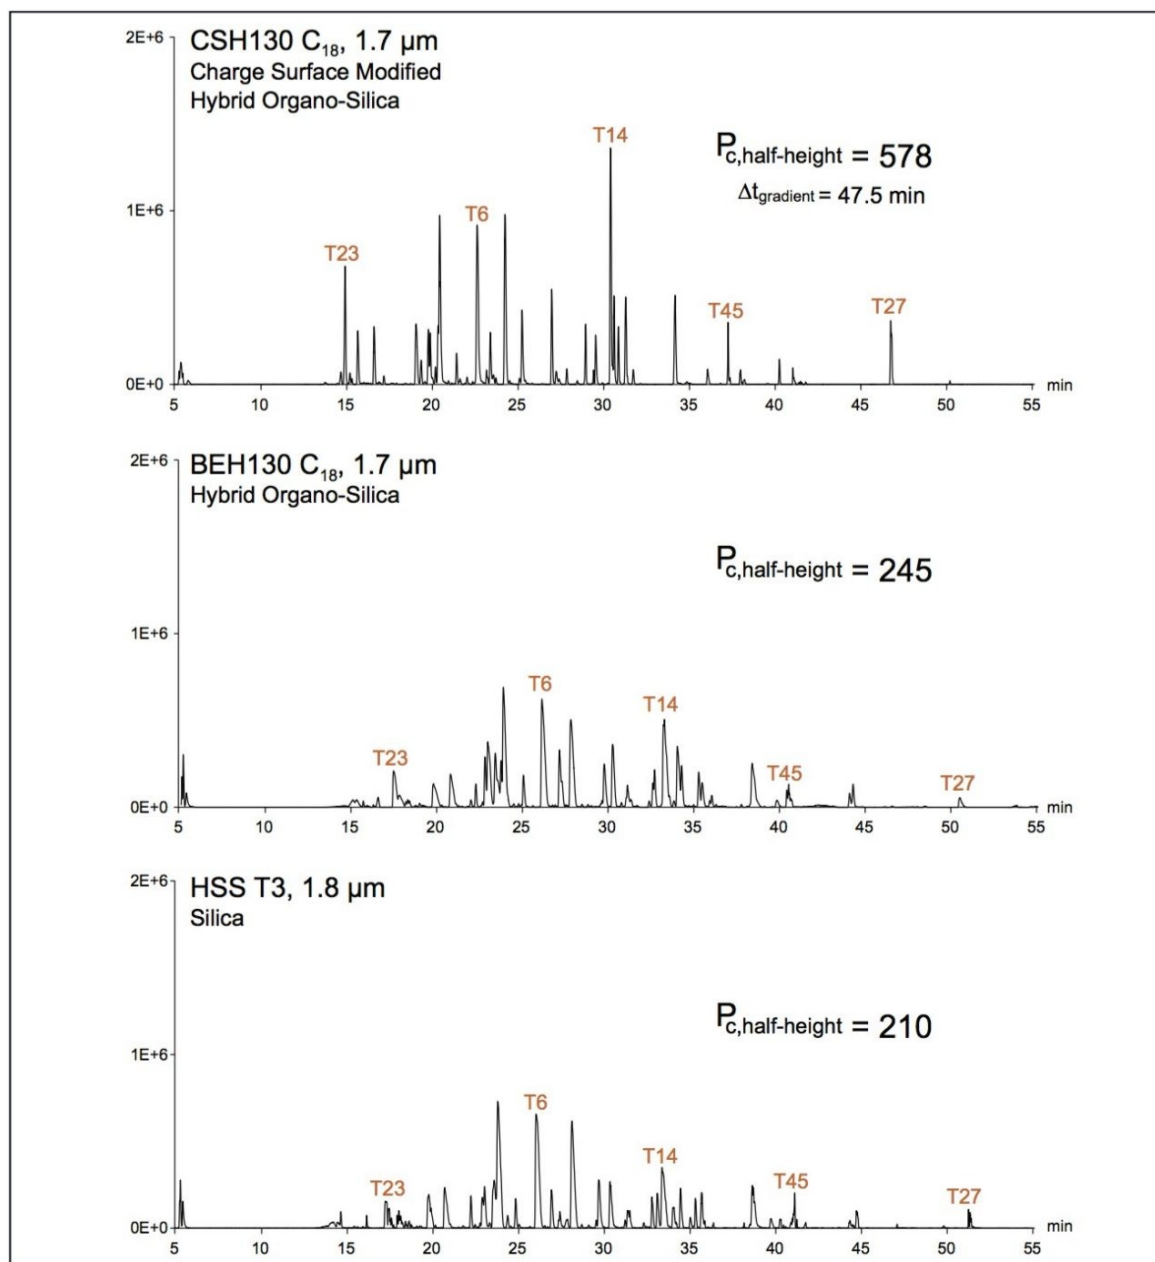 2E+6
CSH130 C₁₈, 1.7 µm
Charge Surface Modified
Hybrid Organo-Silica
T14
P_c,half-height = 578
Δt_gradient = 47.5 min
1E+6
T6
T23
T45
T27
0E+0
min
5 10 15 20 25 30 35 40 45 50 55
2E+6
BEH130 C₁₈, 1.7 µm
Hybrid Organo-Silica
P_c,half-height = 245
1E+6
T6
T14
T23
T45
T27
0E+0
5 10 15 20 25 30 35 40 45 50 55
min
2E+6
HSS T3, 1.8 µm
Silica
P_c,half-height = 210
1E+6
T6
T14
T23
T45
T27
0E+0
min
5 10 15 20 25 30 35 40 45 50 55